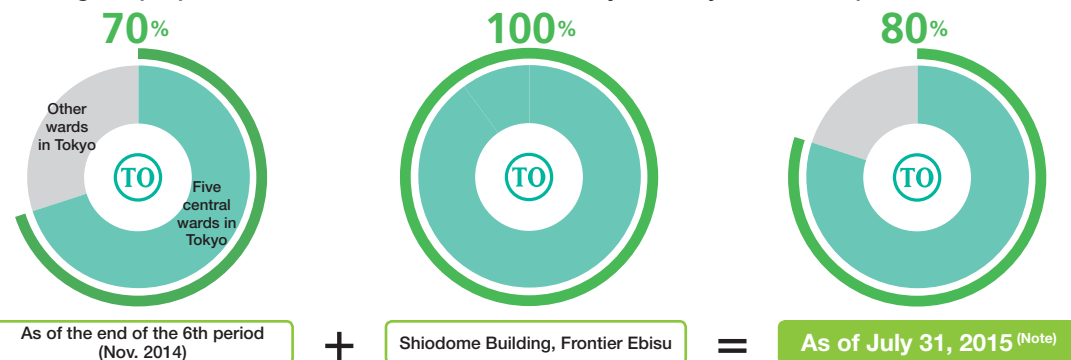 70%
100%
80%
Other
wards
in Tokyo
TO
Five
central
wards in
Tokyo
TO
TO
As of the end of the 6th period
(Nov. 2014)
+
Shiodome Building, Frontier Ebisu
=
As of July 31, 2015 (Note)